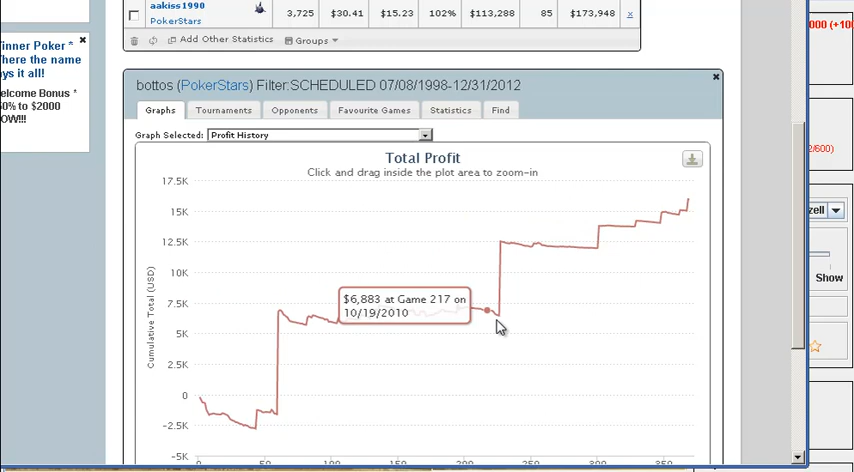 aakiss1990
PokerStars
3,725 $30.41 $15.23 102% $113,288 85 $173,948 x
Add Other Statistics Groups
bottos (PokerStars) Filter:SCHEDULED 07/08/1998-12/31/2012
Graphs Tournaments Opponents Favourite Games Statistics Find
Graph Selected: Profit History
Total Profit
Click and drag inside the plot area to zoom-in
17.5K
15K
12.5K
10K
7.5K
5K
2.5K
0
-2.5K
-5K
Cumulative Total (USD)
$6,883 at Game 217 on
10/19/2010
0 50 100 150 200 250 300 350
inner Poker *
here the name
ys it all!
elcome Bonus *
0% to $2000
OW!!!
000 (+10
2/600)
zell
Show